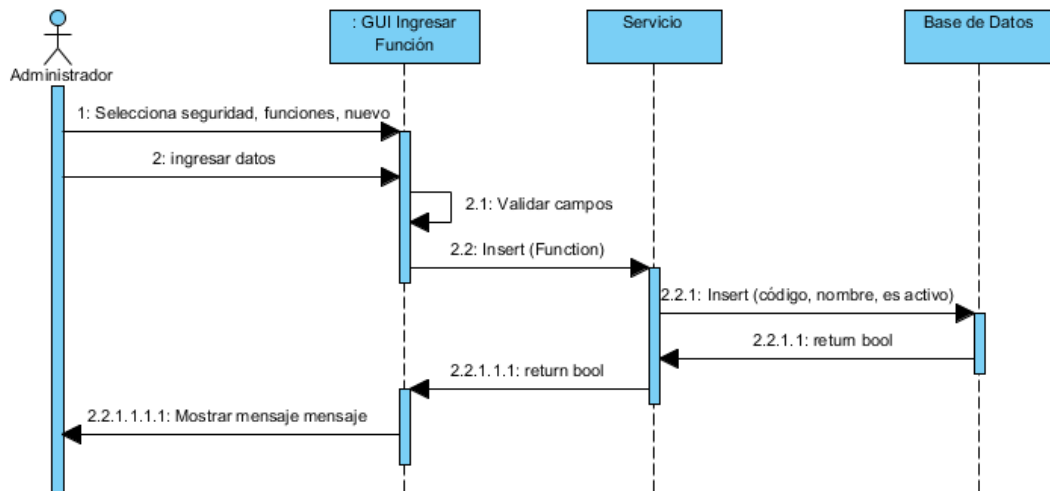 : GUI Ingresar
Función
Servicio
Base de Datos
Administrador
1: Selecciona seguridad, funciones, nuevo
2: ingresar datos
2.1: Validar campos
2.2: Insert (Function)
2.2.1: Insert (código, nombre, es activo)
2.2.1.1: return bool
2.2.1.1.1: return bool
2.2.1.1.1.1: Mostrar mensaje mensaje